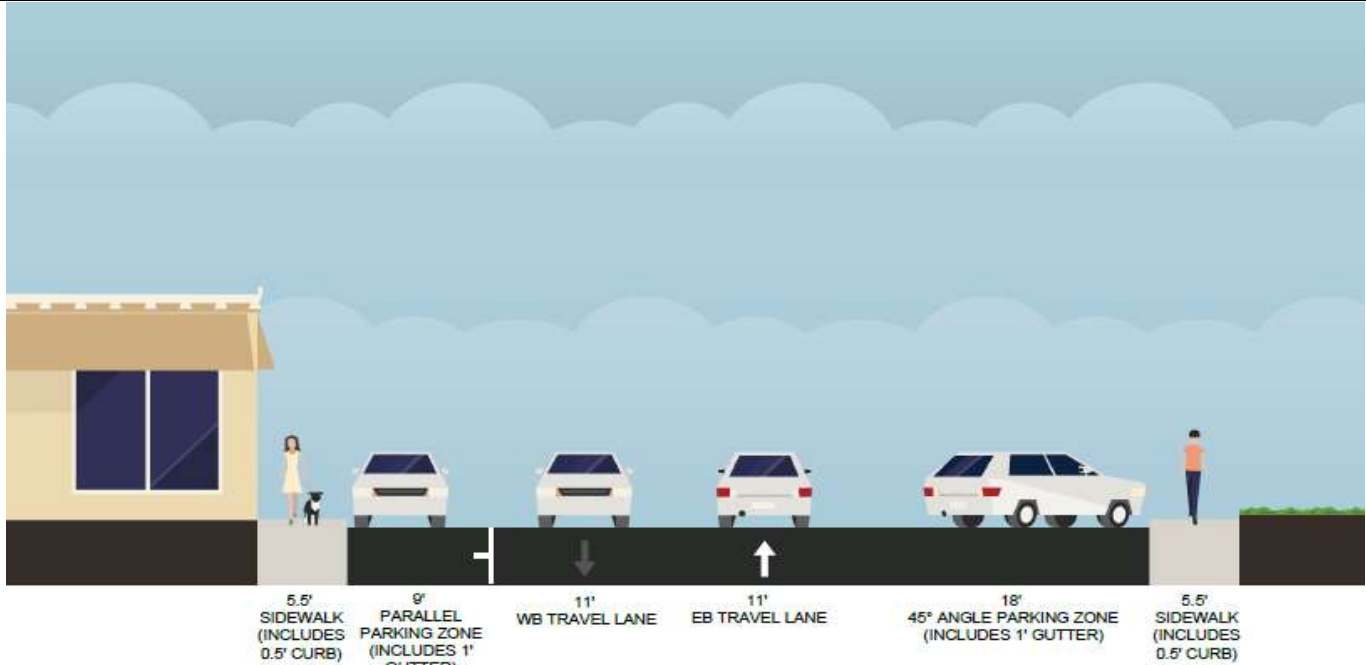 5.5'
SIDEWALK
(INCLUDES
0.5' CURB)
9'
PARALLEL
PARKING ZONE
(INCLUDES 1'
GUTTER)
11'
WB TRAVEL LANE
11'
EB TRAVEL LANE
18'
45° ANGLE PARKING ZONE
(INCLUDES 1' GUTTER)
5.5'
SIDEWALK
(INCLUDES
0.5' CURB)